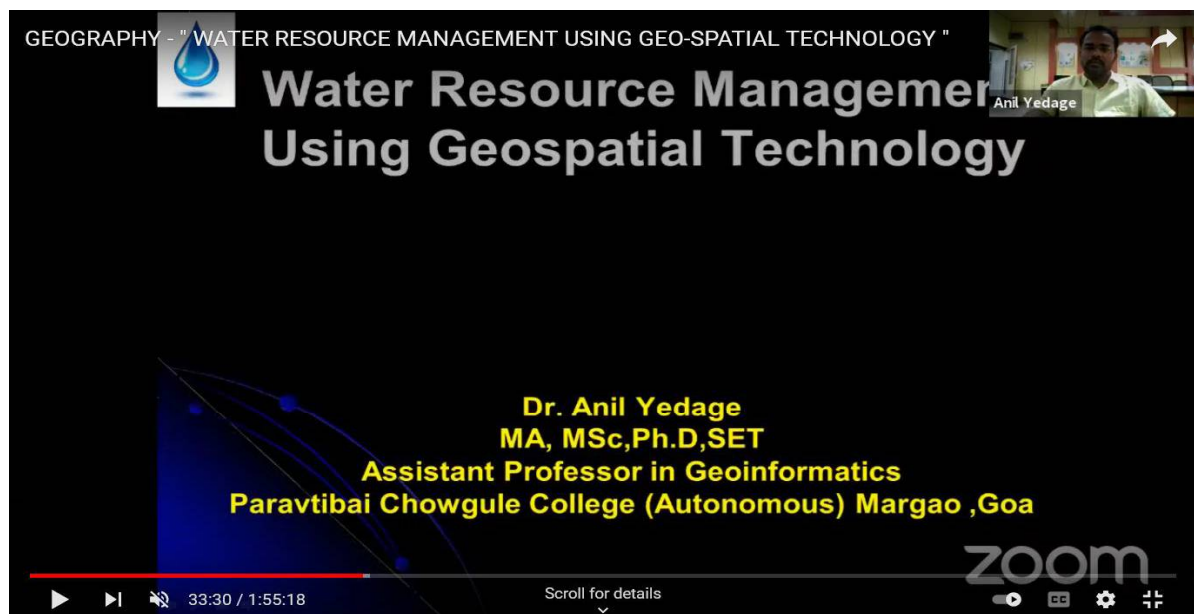 GEOGRAPHY - " WATER RESOURCE MANAGEMENT USING GEO-SPATIAL TECHNOLOGY "
Water Resource Managemen
Using Geospatial Technology
Anil Yedage
Dr. Anil Yedage
MA, MSc,Ph.D,SET
Assistant Professor in Geoinformatics
Paravtibai Chowgule College (Autonomous) Margao ,Goa
zoom
33:30 / 1:55:18
Scroll for details
CC